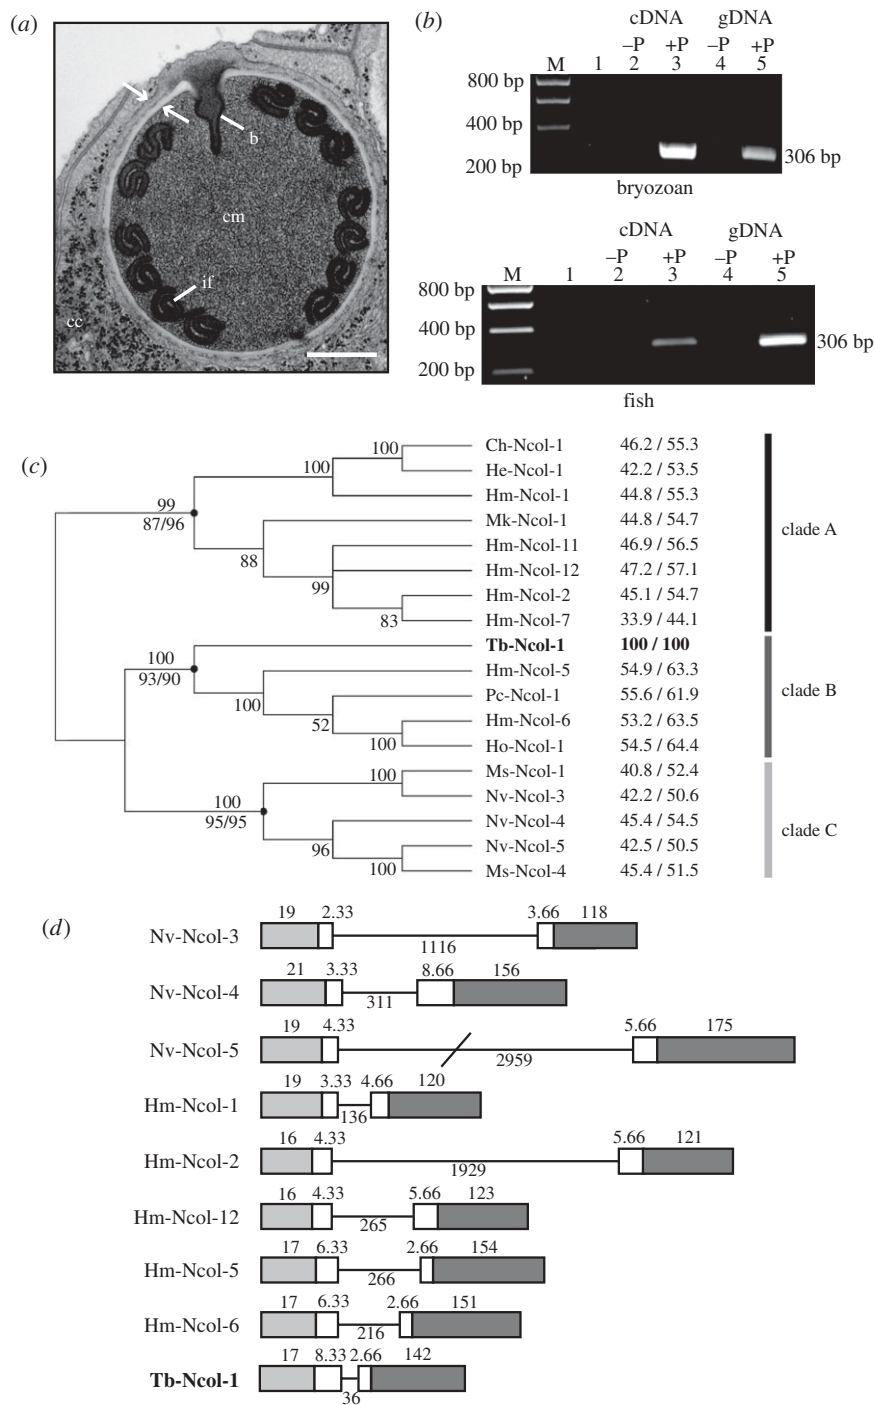 (a)
b
cm
if
cc
(b)
cDNA gDNA
–P +P –P +P
M 1 2 3 4 5
800 bp
400 bp
200 bp
306 bp
bryozoan
cDNA gDNA
–P +P –P +P
M 1 2 3 4 5
800 bp
400 bp
200 bp
306 bp
fish
(c)
100
100
99
87/96
88
99
83
100
93/90
100
52
100
100
95/95
100
96
100
Ch-Ncol-1 46.2 / 55.3
He-Ncol-1 42.2 / 53.5
Hm-Ncol-1 44.8 / 55.3
Mk-Ncol-1 44.8 / 54.7
Hm-Ncol-11 46.9 / 56.5
Hm-Ncol-12 47.2 / 57.1
Hm-Ncol-2 45.1 / 54.7
Hm-Ncol-7 33.9 / 44.1
Tb-Ncol-1 100 / 100
Hm-Ncol-5 54.9 / 63.3
Pc-Ncol-1 55.6 / 61.9
Hm-Ncol-6 53.2 / 63.5
Ho-Ncol-1 54.5 / 64.4
Ms-Ncol-1 40.8 / 52.4
Nv-Ncol-3 42.2 / 50.6
Nv-Ncol-4 45.4 / 54.5
Nv-Ncol-5 42.5 / 50.5
Ms-Ncol-4 45.4 / 51.5
clade A
clade B
clade C
(d)
19 2.33 3.66 118
Nv-Ncol-3
1116
21 3.33 8.66 156
Nv-Ncol-4
311
19 4.33 5.66 175
Nv-Ncol-5
2959
19 3.33 4.66 120
Hm-Ncol-1
136
16 4.33 5.66 121
Hm-Ncol-2
1929
16 4.33 5.66 123
Hm-Ncol-12
265
17 6.33 2.66 154
Hm-Ncol-5
266
17 6.33 2.66 151
Hm-Ncol-6
216
17 8.33 2.66 142
Tb-Ncol-1
36